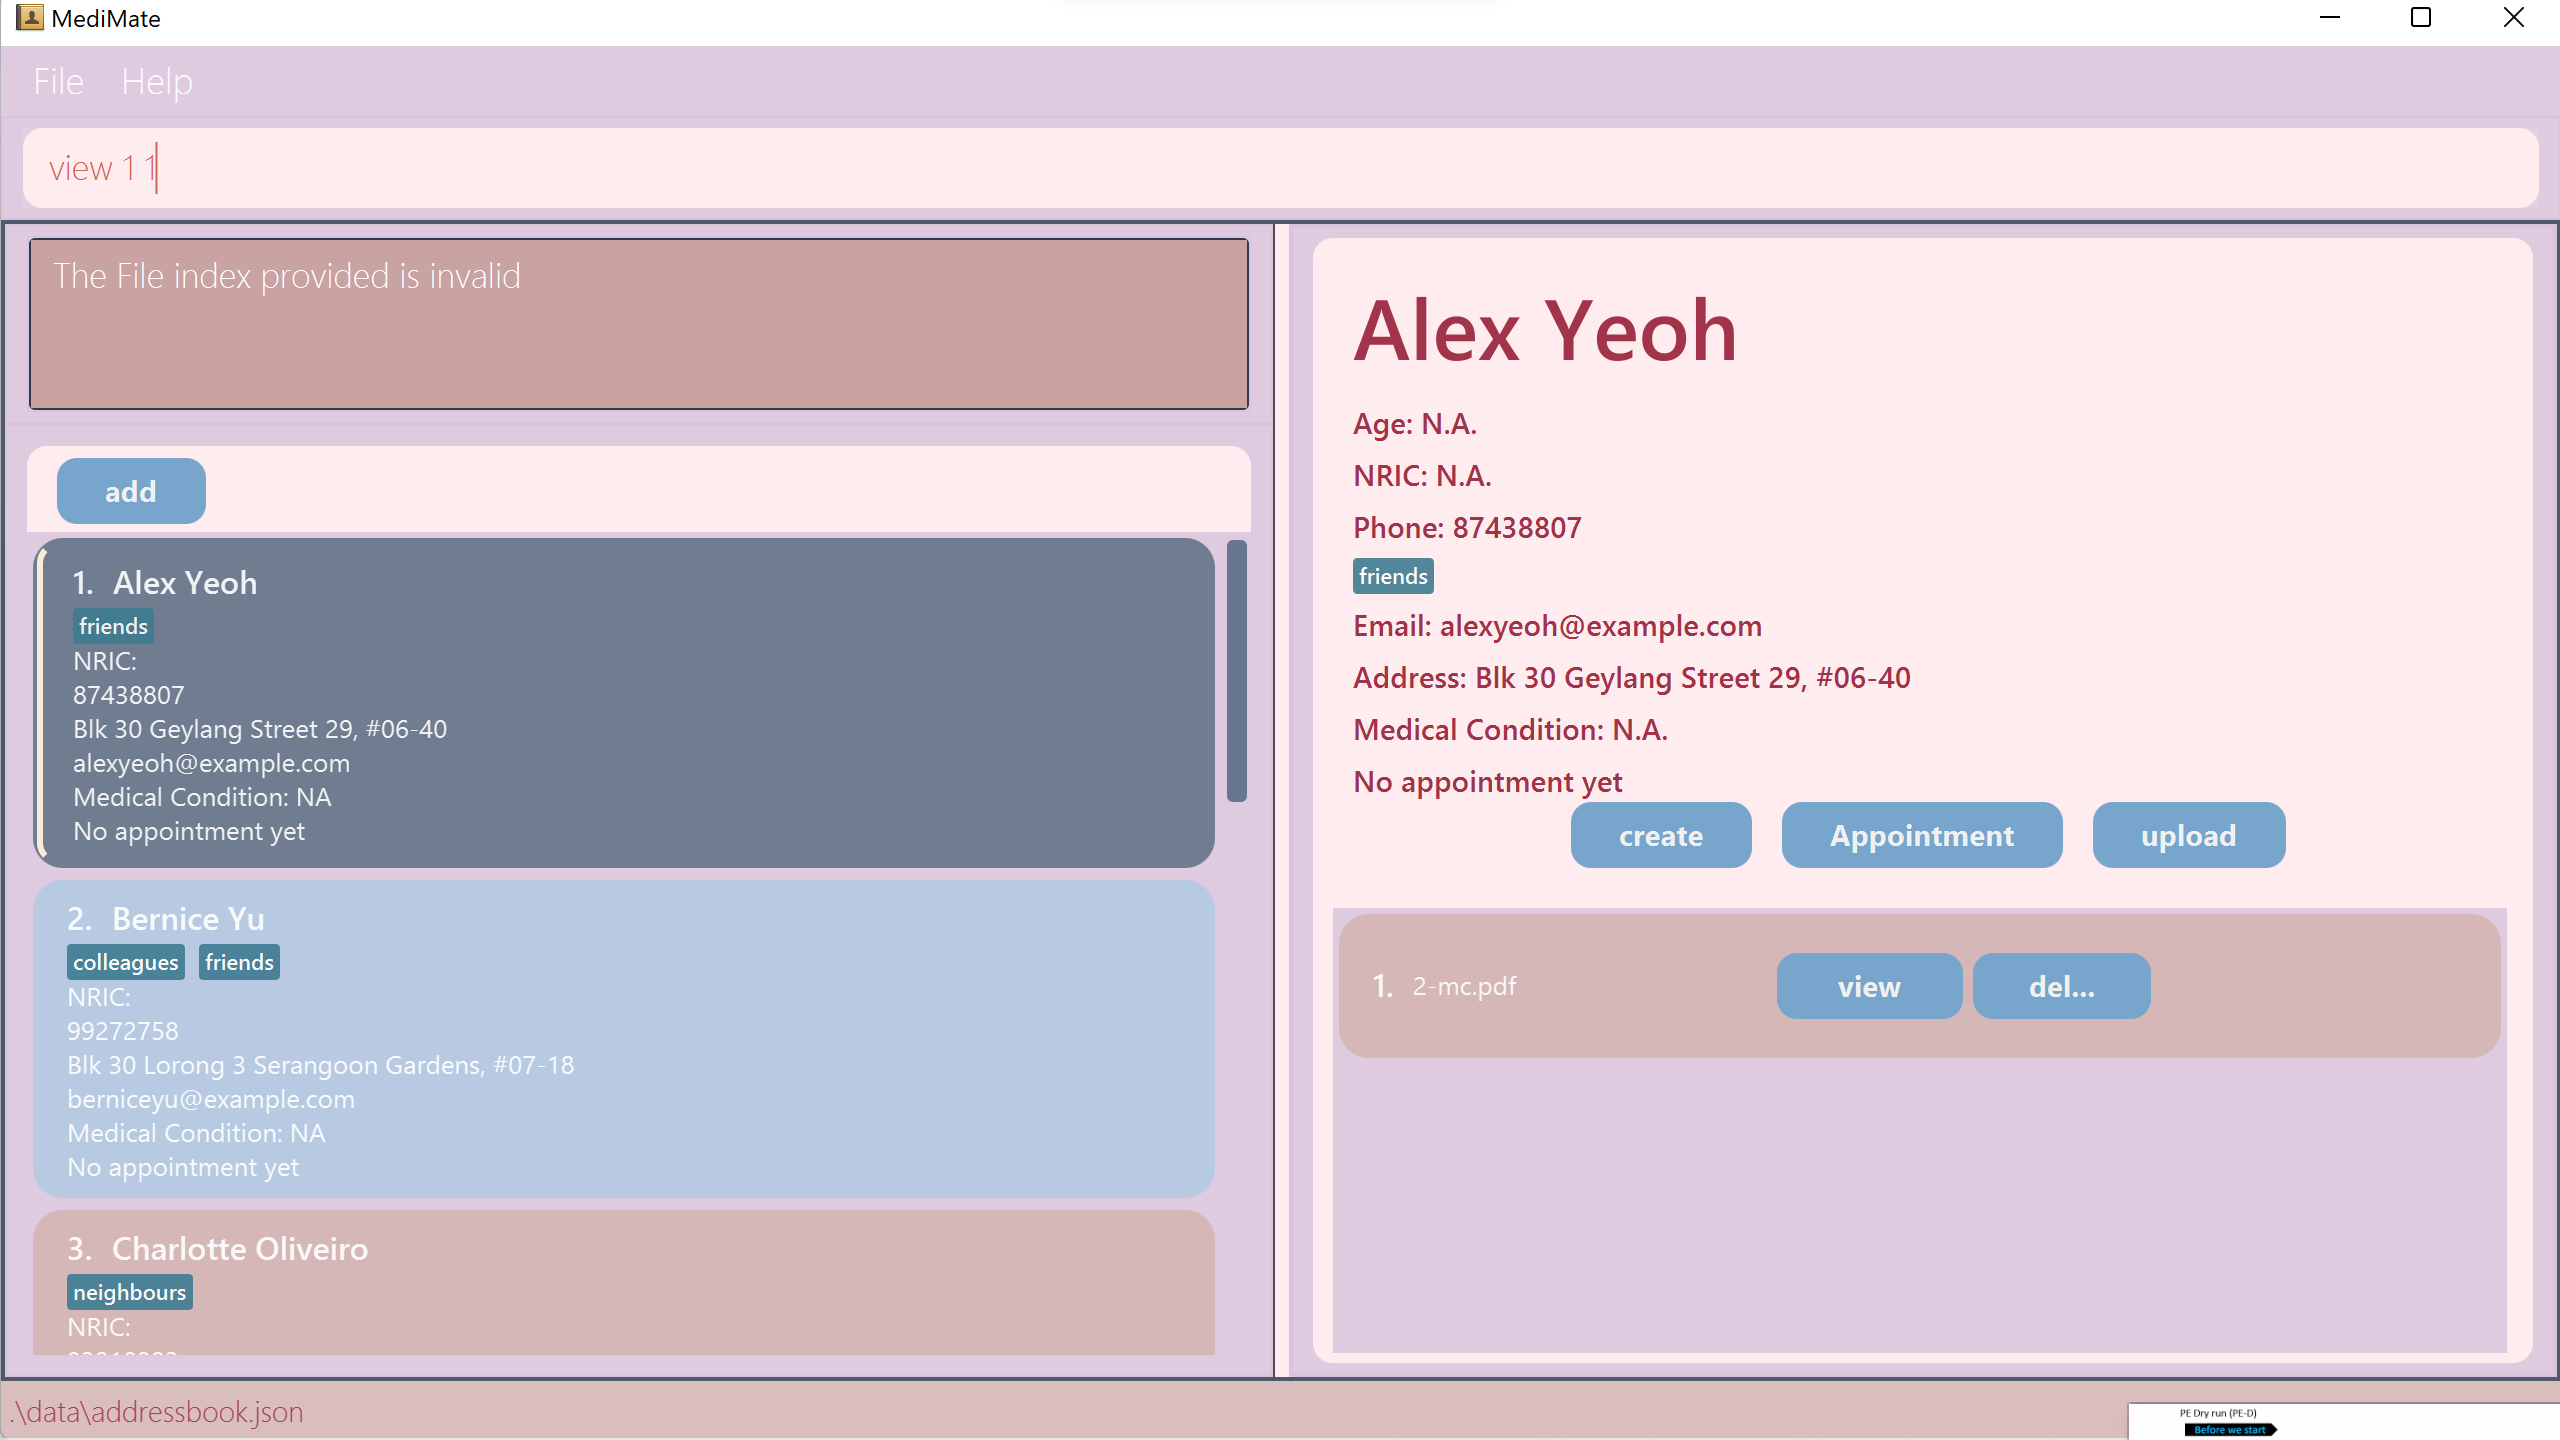 MediMate
File Help
view 1 1
The File index provided is invalid
add
1. Alex Yeoh
friends
NRIC:
87438807
Blk 30 Geylang Street 29, #06-40
alexyeoh@example.com
Medical Condition: NA
No appointment yet
2. Bernice Yu
colleagues friends
NRIC:
99272758
Blk 30 Lorong 3 Serangoon Gardens, #07-18
berniceyu@example.com
Medical Condition: NA
No appointment yet
3. Charlotte Oliveiro
neighbours
NRIC:
Alex Yeoh
Age: N.A.
NRIC: N.A.
Phone: 87438807
friends
Email: alexyeoh@example.com
Address: Blk 30 Geylang Street 29, #06-40
Medical Condition: N.A.
No appointment yet
create Appointment upload
1. 2-mc.pdf view del...
.\data\addressbook.json
PE Dry run (PE-D)
Before we start